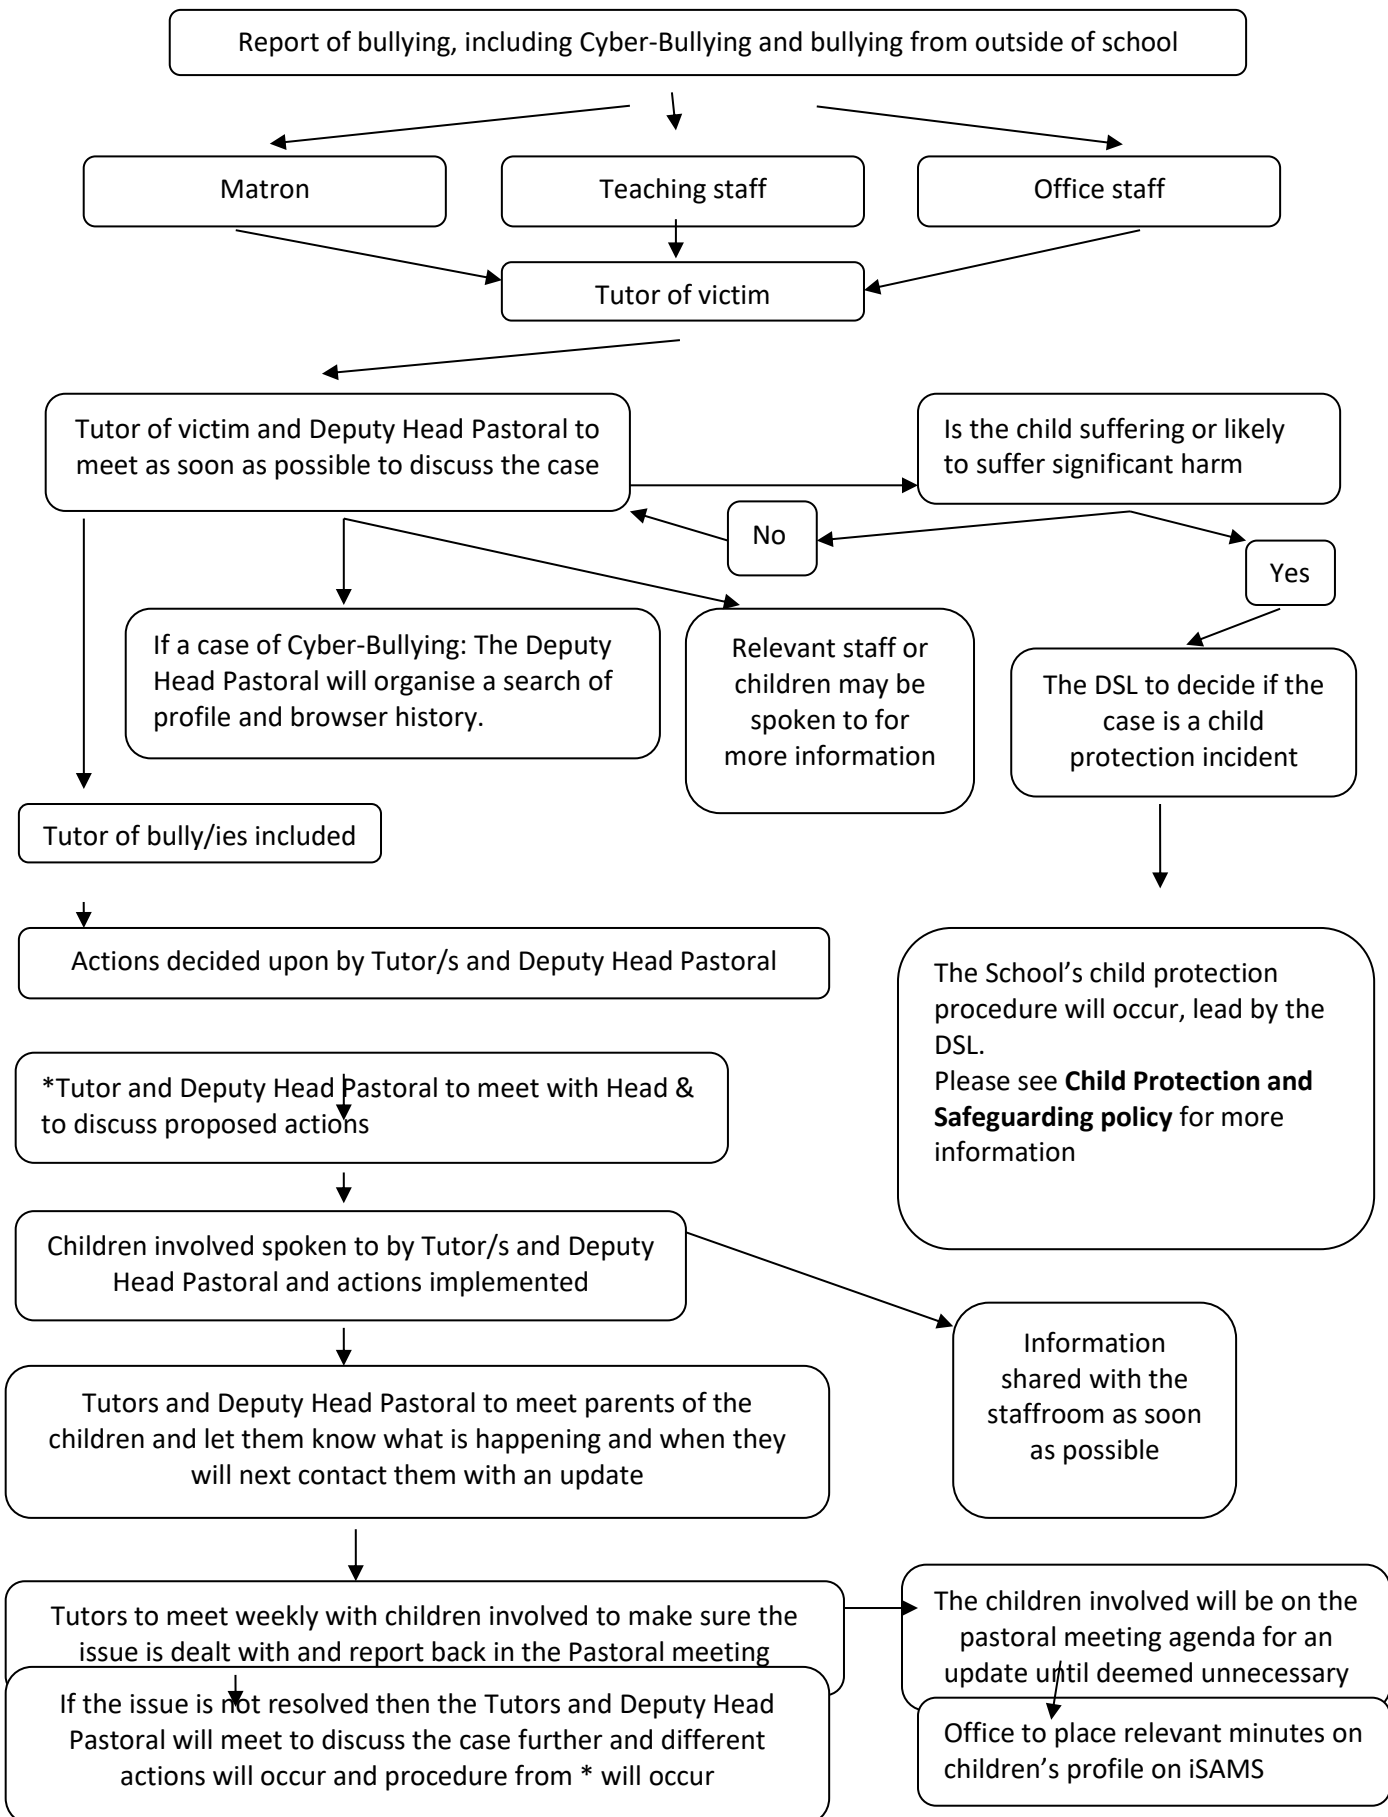 Report of bullying, including Cyber-Bullying and bullying from outside of school
Matron
Teaching staff
Office staff
Tutor of victim
Tutor of victim and Deputy Head Pastoral to
meet as soon as possible to discuss the case
Is the child suffering or likely
to suffer significant harm
No
Yes
If a case of Cyber-Bullying: The Deputy
Head Pastoral will organise a search of
profile and browser history.
Relevant staff or
children may be
spoken to for
more information
The DSL to decide if the
case is a child
protection incident
Tutor of bully/ies included
Actions decided upon by Tutor/s and Deputy Head Pastoral
The School’s child protection
procedure will occur, lead by the
DSL.
Please see Child Protection and
Safeguarding policy for more
information
*Tutor and Deputy Head Pastoral to meet with Head &
to discuss proposed actions
Children involved spoken to by Tutor/s and Deputy
Head Pastoral and actions implemented
Information
shared with the
staffroom as soon
as possible
Tutors and Deputy Head Pastoral to meet parents of the
children and let them know what is happening and when they
will next contact them with an update
Tutors to meet weekly with children involved to make sure the
issue is dealt with and report back in the Pastoral meeting
The children involved will be on the
pastoral meeting agenda for an
update until deemed unnecessary
If the issue is not resolved then the Tutors and Deputy Head
Pastoral will meet to discuss the case further and different
actions will occur and procedure from * will occur
Office to place relevant minutes on
children’s profile on iSAMS